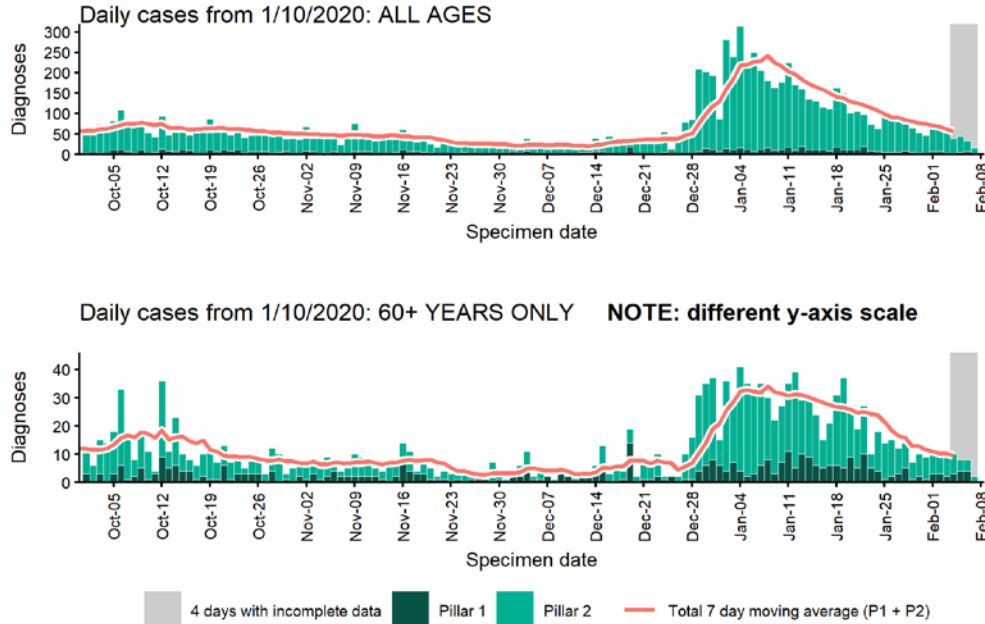 Daily cases from 1/10/2020: ALL AGES
Diagnoses
300
250
200
150
100
50
0
Oct-05
Oct-12
Oct-19
Oct-26
Nov-02
Nov-09
Nov-16
Nov-23
Nov-30
Dec-07
Dec-14
Dec-21
Dec-28
Jan-04
Jan-11
Jan-18
Jan-25
Feb-01
Feb-08
Specimen date
Daily cases from 1/10/2020: 60+ YEARS ONLY NOTE: different y-axis scale
Diagnoses
40
30
20
10
0
Oct-05
Oct-12
Oct-19
Oct-26
Nov-02
Nov-09
Nov-16
Nov-23
Nov-30
Dec-07
Dec-14
Dec-21
Dec-28
Jan-04
Jan-11
Jan-18
Jan-25
Feb-01
Feb-08
Specimen date
4 days with incomplete data Pillar 1 Pillar 2 Total 7 day moving average (P1 + P2)